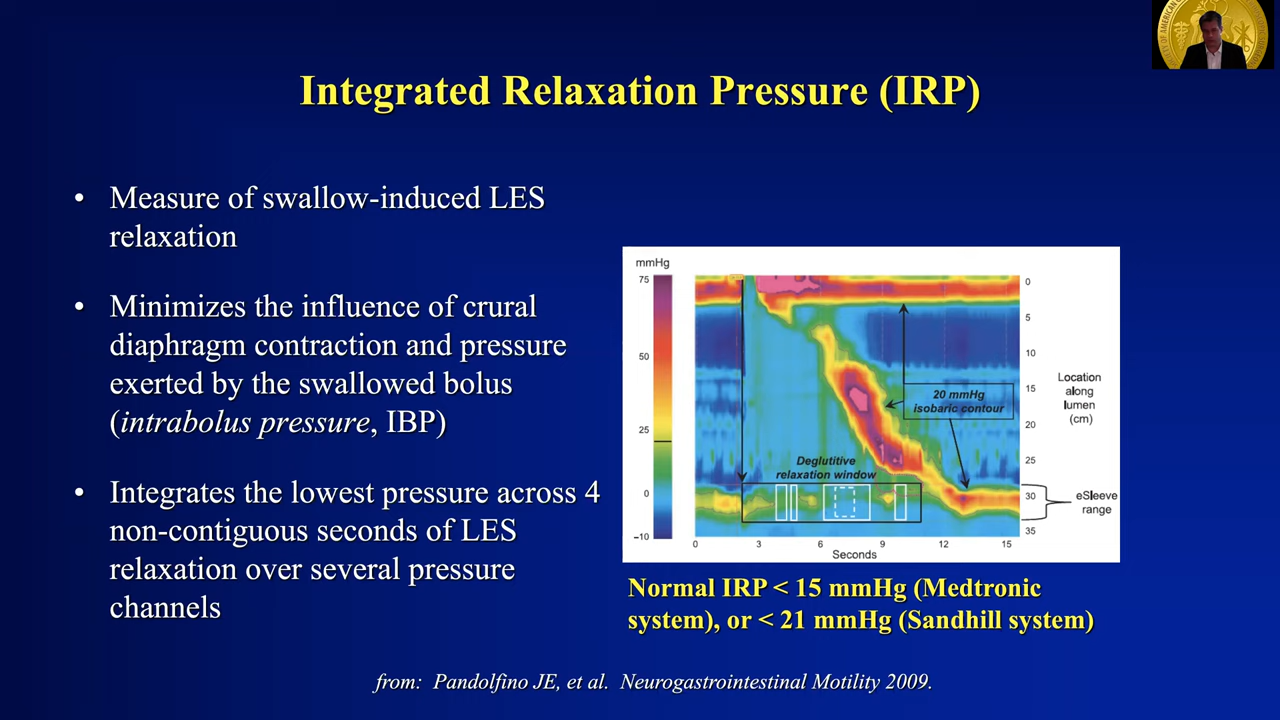 Integrated Relaxation Pressure (IRP)
• Measure of swallow-induced LES
relaxation
• Minimizes the influence of crural
diaphragm contraction and pressure
exerted by the swallowed bolus
(intrabolus pressure, IBP)
• Integrates the lowest pressure across 4
non-contiguous seconds of LES
relaxation over several pressure
channels
mmHg
75
50
25
0
−10
20 mmHg
isobaric contour
Deglutitive
relaxation window
0
5
10
15
20
25
30
35
Location
along
lumen
(cm)
eSleeve
range
0 3 6 9 12 15
Seconds
Normal IRP < 15 mmHg (Medtronic
system), or < 21 mmHg (Sandhill system)
from: Pandolfino JE, et al. Neurogastrointestinal Motility 2009.